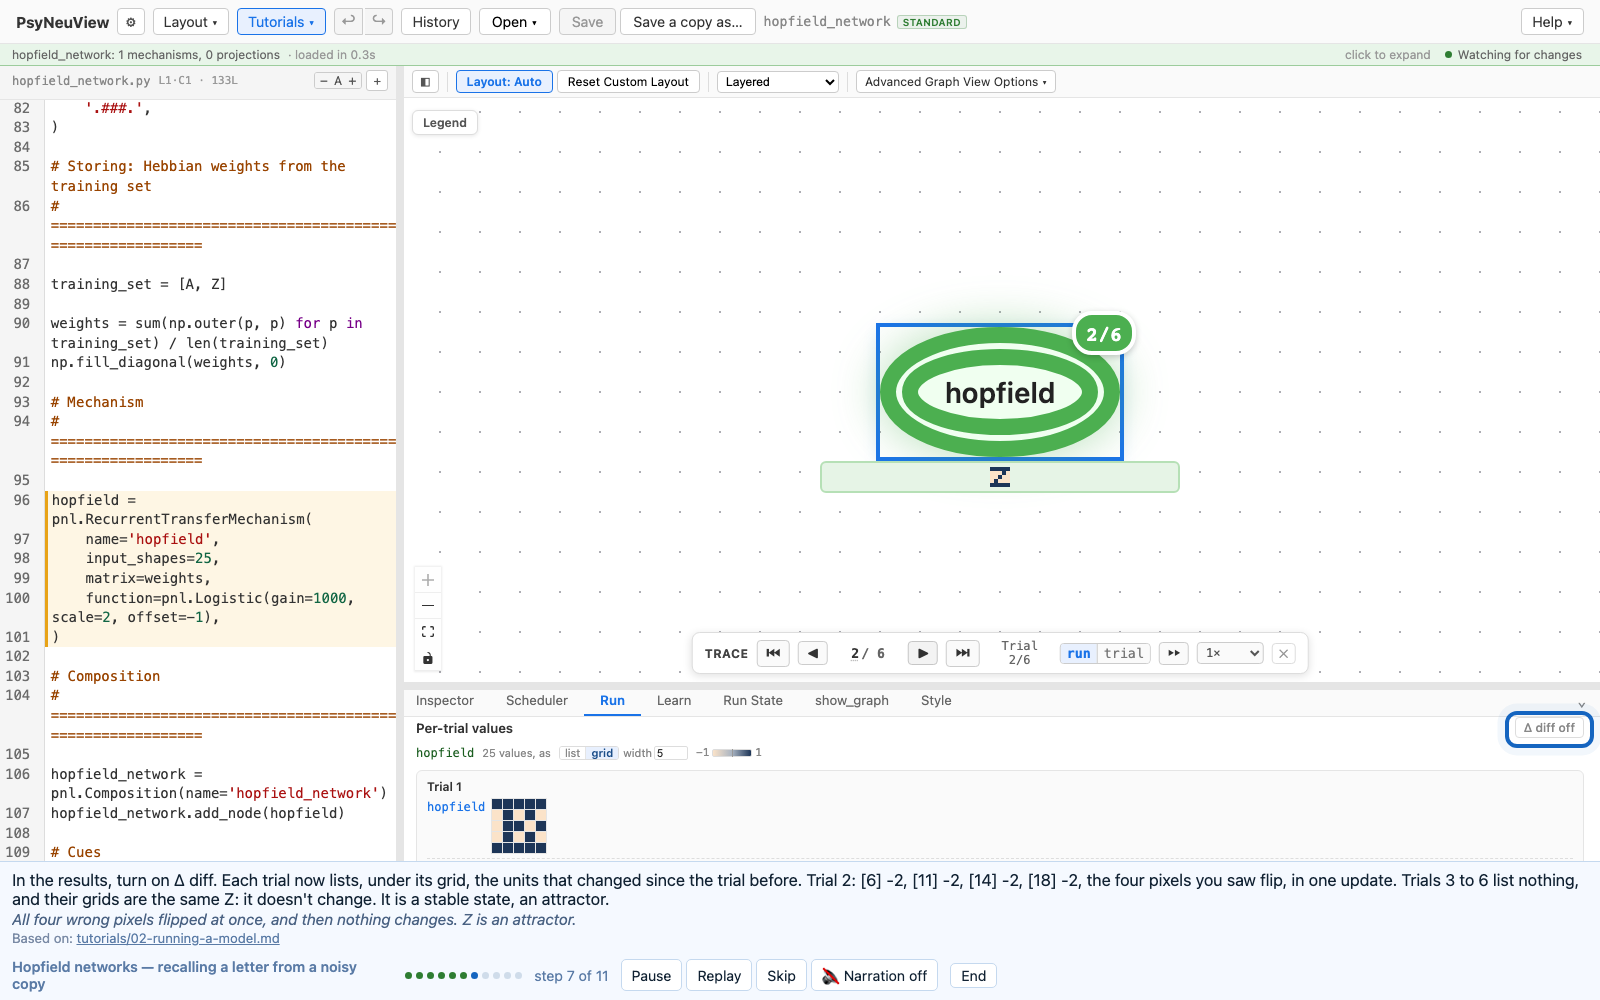 PsyNeuView ⚙ Layout ▾ Tutorials ▾ ↩ ↪ History Open ▾ Save Save a copy as... hopfield_network STANDARD Help ▾
hopfield_network: 1 mechanisms, 0 projections · loaded in 0.3s click to expand ● Watching for changes
hopfield_network.py L1·C1 · 133L − A + +
Layout: Auto Reset Custom Layout Layered Advanced Graph View Options ▾
Legend
82 '.###.',
83 )
84
85 # Storing: Hebbian weights from the
training set
86 #
=========================================
==================
87
88 training_set = [A, Z]
89
90 weights = sum(np.outer(p, p) for p in
training_set) / len(training_set)
91 np.fill_diagonal(weights, 0)
92
93 # Mechanism
94 #
=========================================
==================
95
96 hopfield =
pnl.RecurrentTransferMechanism(
97 name='hopfield',
98 input_shapes=25,
99 matrix=weights,
100 function=pnl.Logistic(gain=1000,
scale=2, offset=−1),
101 )
102
103 # Composition
104 #
=========================================
==================
105
106 hopfield_network =
pnl.Composition(name='hopfield_network')
107 hopfield_network.add_node(hopfield)
108
109 # Cues
2/6
hopfield
TRACE ⏮ ◀ 2 / 6 ▶ ⏭ Trial 2/6 run trial ▸▸ 1× ✕
Inspector Scheduler Run Learn Run State show_graph Style
Per-trial values Δ diff off
hopfield 25 values, as list grid width 5 −1 1
Trial 1
hopfield
In the results, turn on Δ diff. Each trial now lists, under its grid, the units that changed since the trial before. Trial 2: [6] -2, [11] -2, [14] -2, [18] -2, the four pixels you saw flip, in one update. Trials 3 to 6 list nothing,
and their grids are the same Z: it doesn't change. It is a stable state, an attractor.
All four wrong pixels flipped at once, and then nothing changes. Z is an attractor.
Based on: tutorials/02-running-a-model.md
Hopfield networks — recalling a letter from a noisy
copy
step 7 of 11 Pause Replay Skip Narration off End